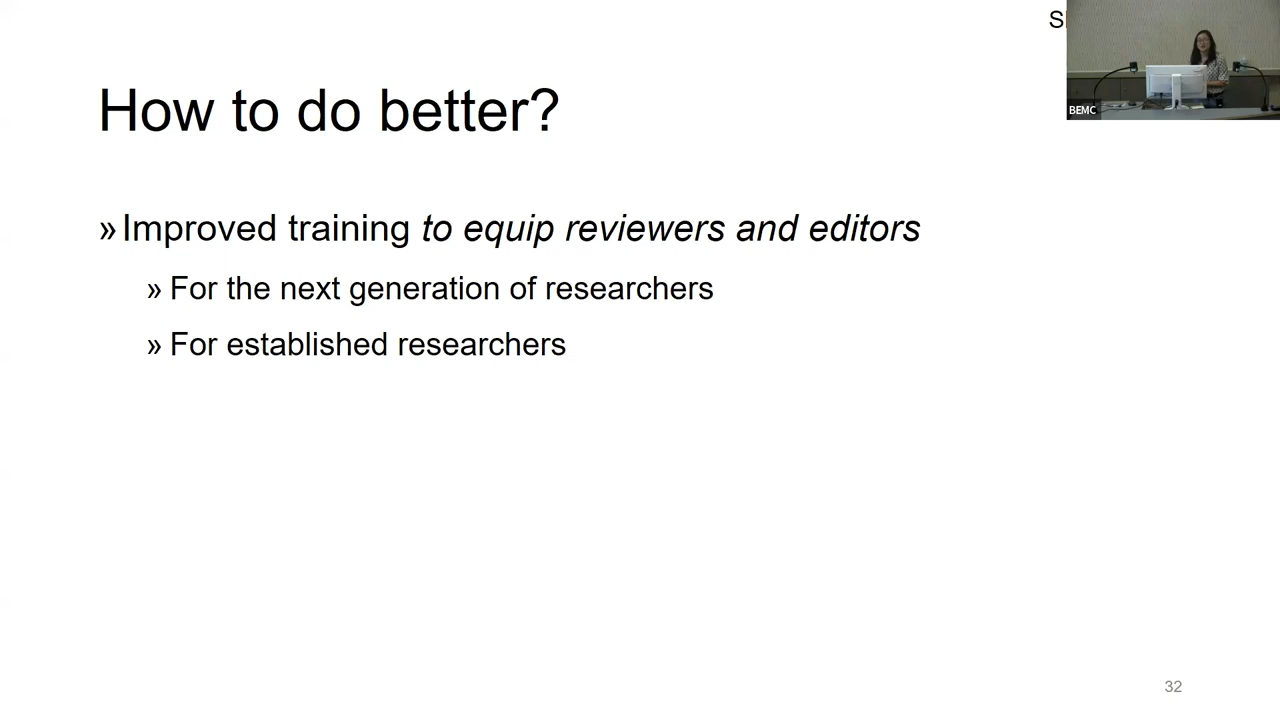 How to do better?
» Improved training to equip reviewers and editors
» For the next generation of researchers
» For established researchers
BEMC
32